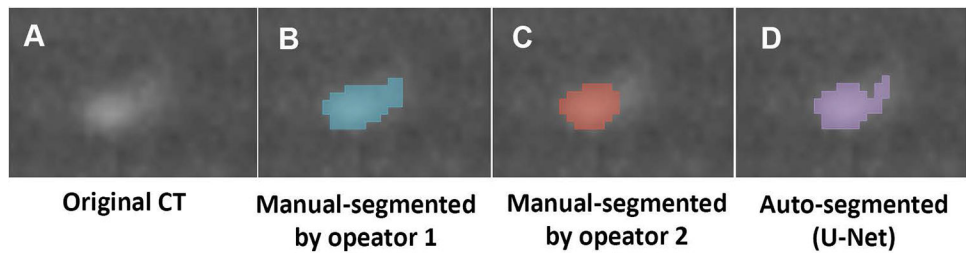 A B C D
Original CT
Manual-segmented
by opeator 1
Manual-segmented
by opeator 2
Auto-segmented
(U-Net)